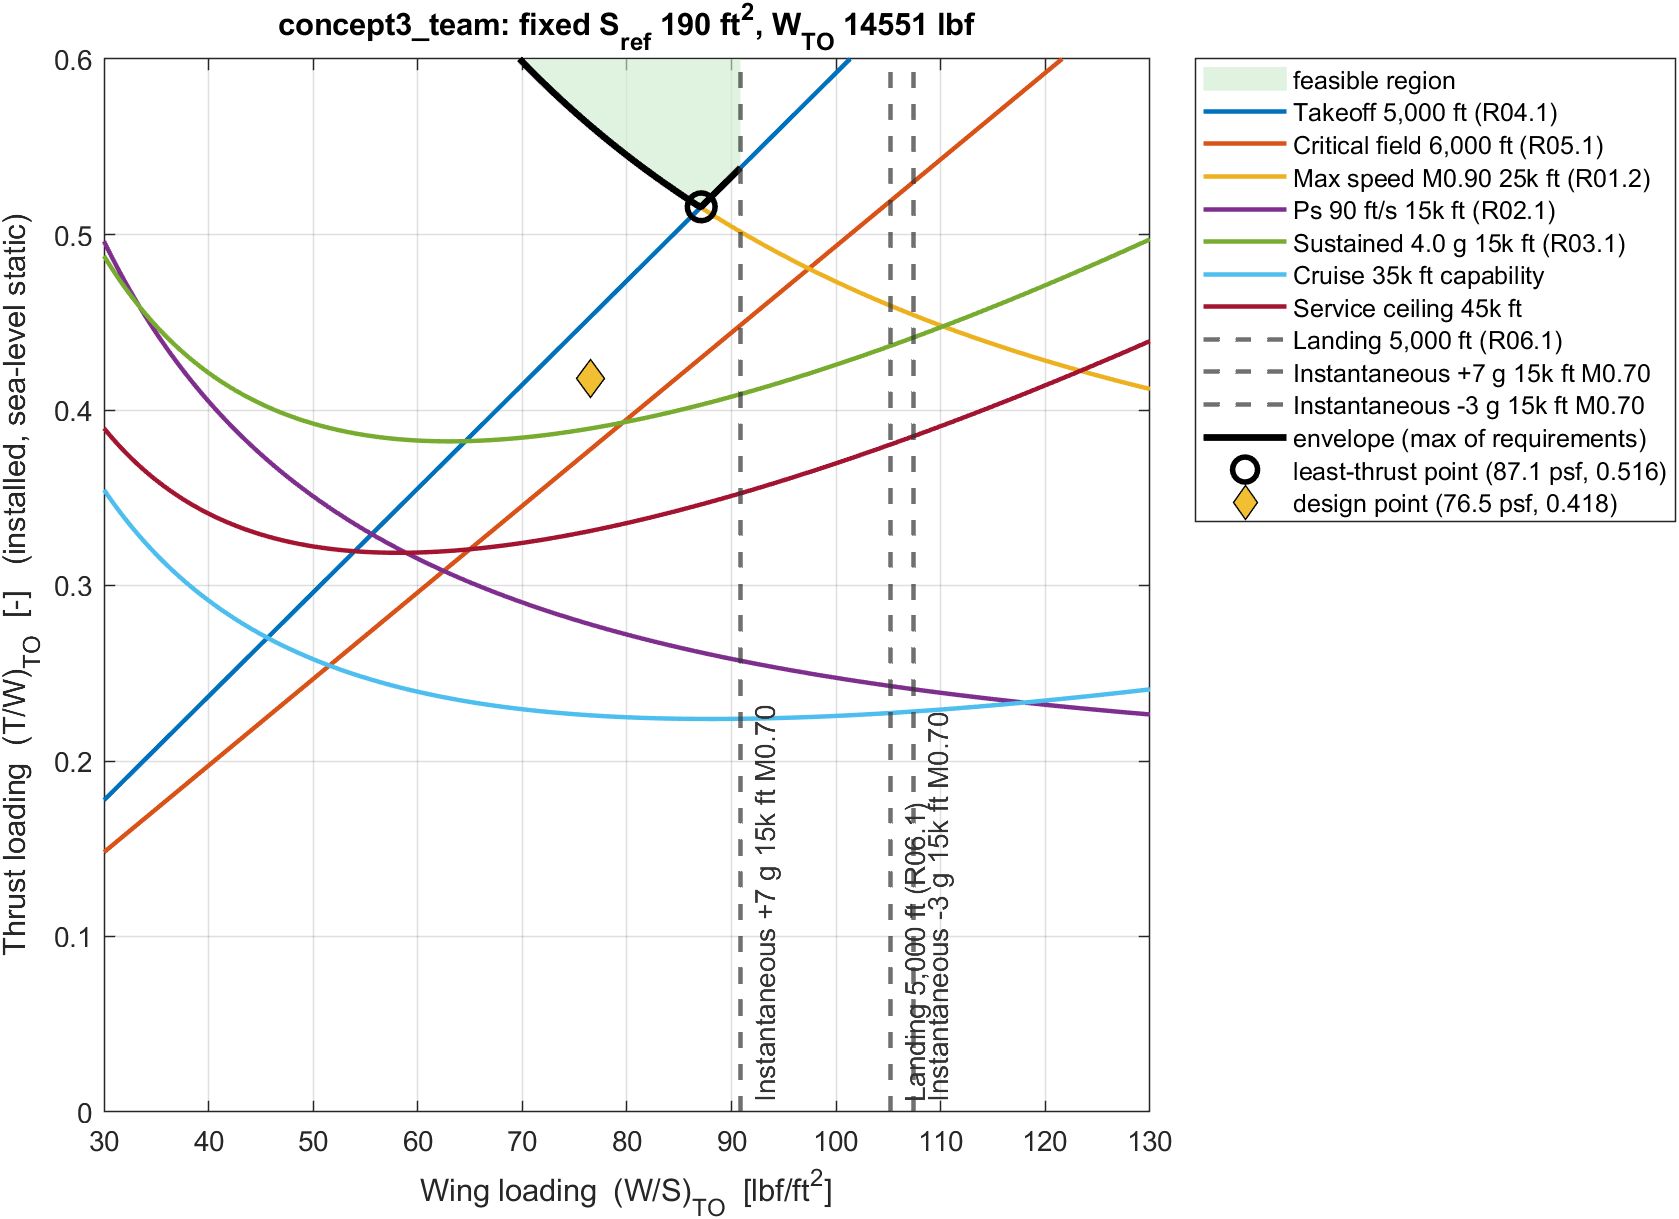 concept3_team: fixed Sref 190 ft2, WTO 14551 lbf
Thrust loading (T/W)TO [-] (installed, sea-level static)
0.6
0.5
0.4
0.3
0.2
0.1
0
30 40 50 60 70 80 90 100 110 120 130
Wing loading (W/S)TO [lbf/ft2]
Instantaneous +7 g 15k ft M0.70
Landing 5,000 ft (R06.1)
Instantaneous -3 g 15k ft M0.70
feasible region
Takeoff 5,000 ft (R04.1)
Critical field 6,000 ft (R05.1)
Max speed M0.90 25k ft (R01.2)
Ps 90 ft/s 15k ft (R02.1)
Sustained 4.0 g 15k ft (R03.1)
Cruise 35k ft capability
Service ceiling 45k ft
Landing 5,000 ft (R06.1)
Instantaneous +7 g 15k ft M0.70
Instantaneous -3 g 15k ft M0.70
envelope (max of requirements)
least-thrust point (87.1 psf, 0.516)
design point (76.5 psf, 0.418)